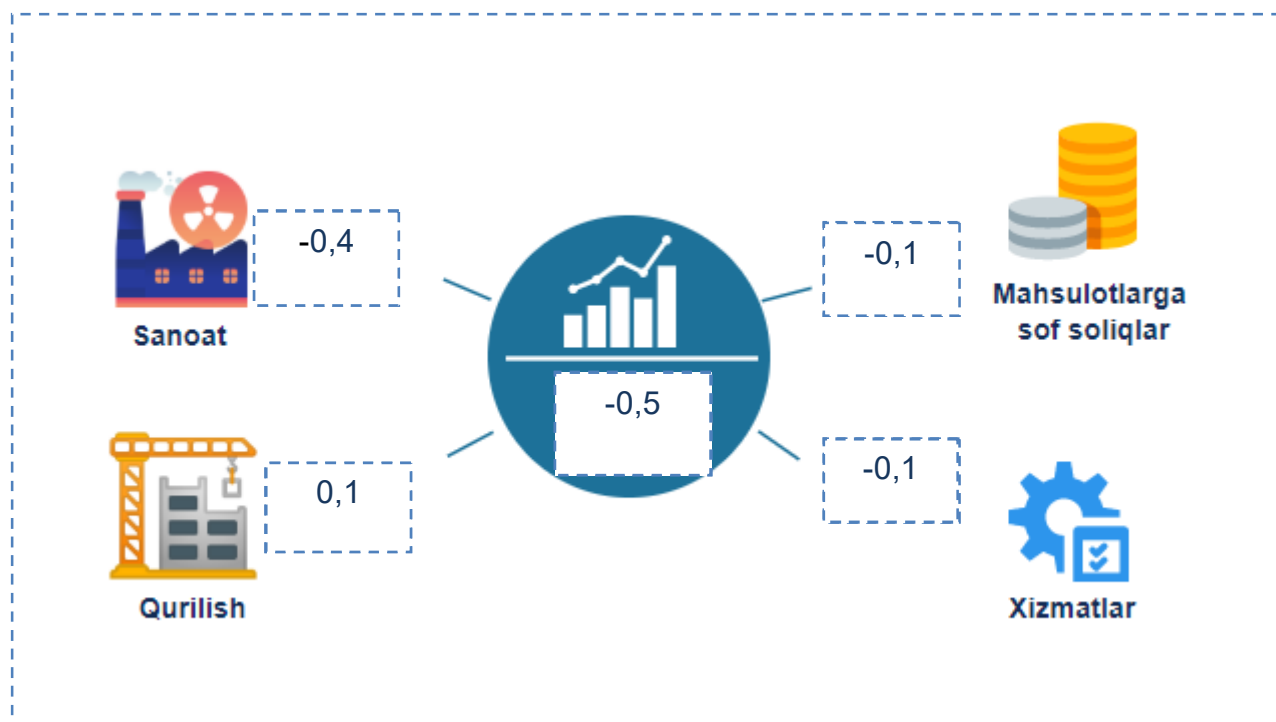 -0,4
Sanoat
-0,1
Mahsulotlarga
sof soliqlar
-0,5
0,1
Qurilish
-0,1
Xizmatlar